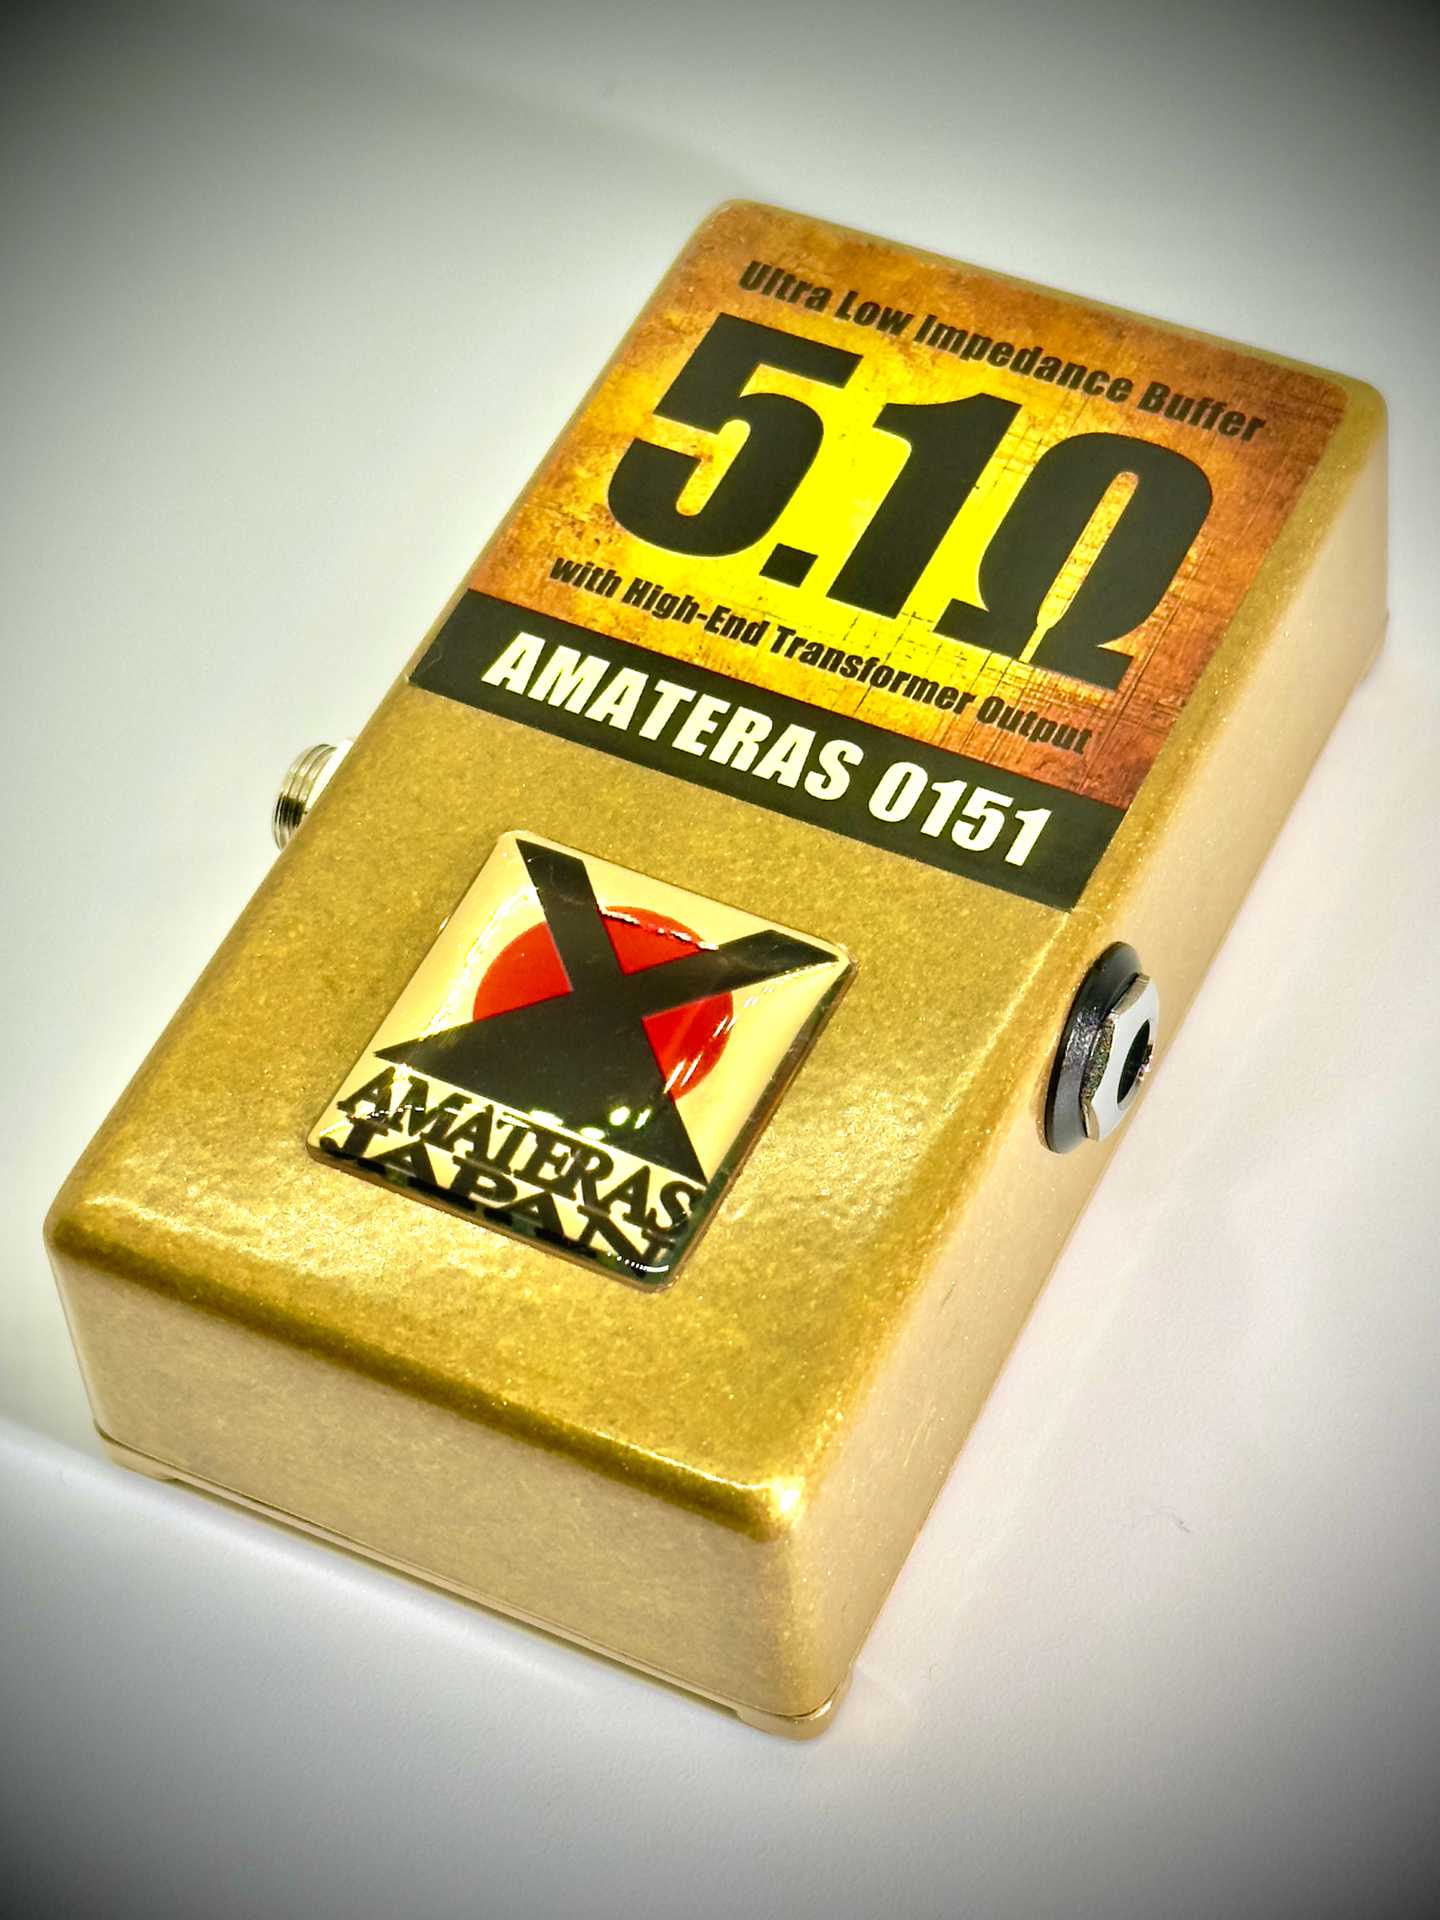 Ultra Low Impedance Buffer
5.1Ω
with High-End Transformer Output
AMATERAS 0151
AMATERAS
JAPAN